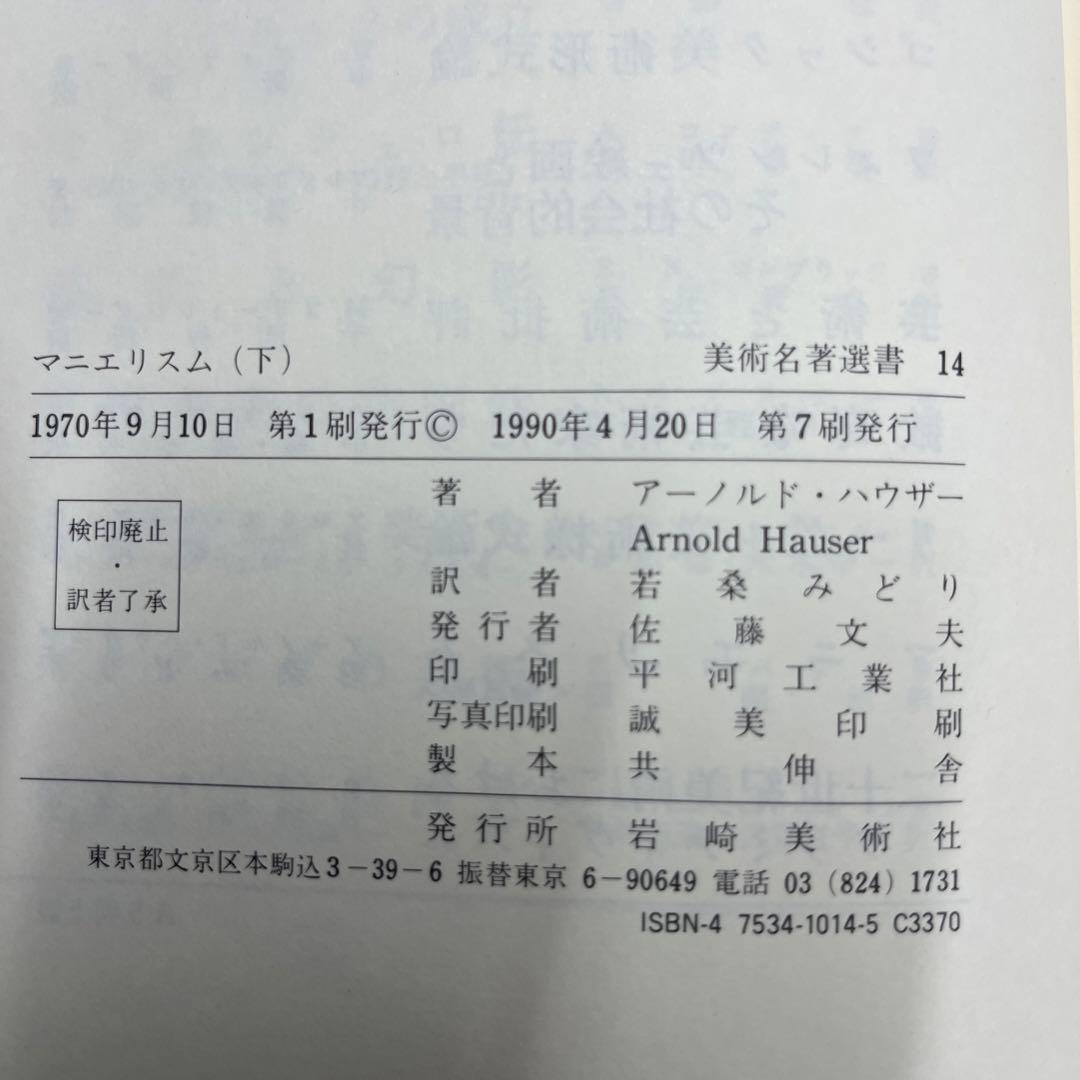 マニエリスム（下） 美術名著選書 14
1970年9月10日 第1刷発行© 1990年4月20日 第7刷発行
検印廃止
・
訳者了承
著者 アーノルド・ハウザー
Arnold Hauser
訳者 若桑みどり
発行者 佐藤文夫
印刷 平河工業社
写真印刷 誠美印刷
製本 共伸舎
発行所 岩崎美術社
東京都文京区本駒込3－39－6 振替東京 6－90649 電話 03（824）1731
ISBN-4 7534-1014-5 C3370